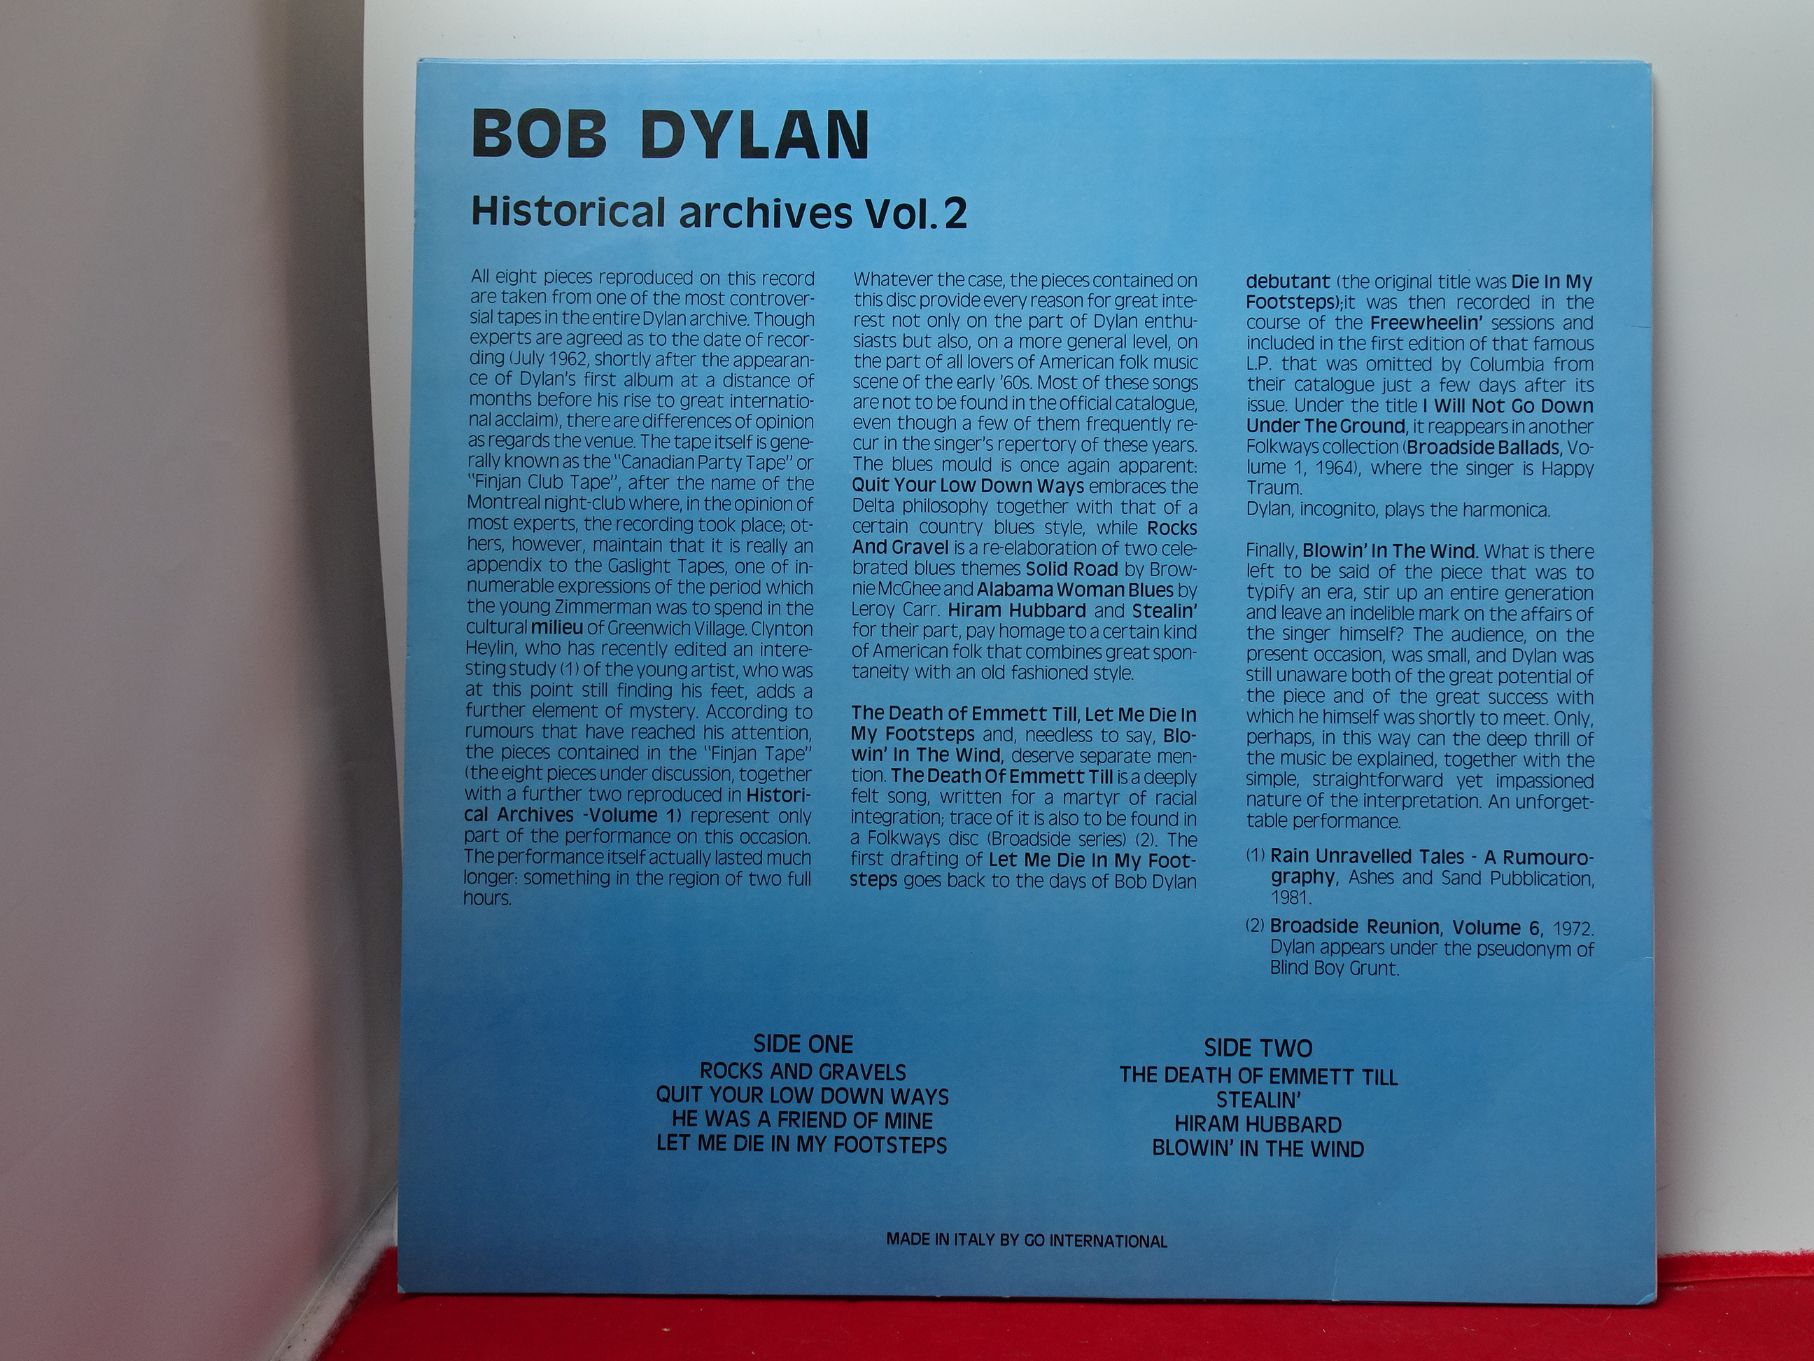 BOB DYLAN
Historical archives Vol. 2
All eight pieces reproduced on this record
are taken from one of the most controver-
sial tapes in the entire Dylan archive. Though
experts are agreed as to the date of recor-
ding (July 1962, shortly after the appearan-
ce of Dylan's first album at a distance of
months before his rise to great internatio-
nal acclaim), there are differences of opinion
as regards the venue. The tape itself is gene-
rally known as the "Canadian Party Tape" or
"Finjan Club Tape", after the name of the
Montreal night-club where, in the opinion of
most experts, the recording took place; ot-
hers, however, maintain that it is really an
appendix to the Gaslight Tapes, one of in-
numerable expressions of the period which
the young Zimmerman was to spend in the
cultural milieu of Greenwich Village. Clynton
Heylin, who has recently edited an intere-
sting study (1) of the young artist, who was
at this point still finding his feet, adds a
further element of mystery. According to
rumours that have reached his attention,
the pieces contained in the "Finjan Tape"
(the eight pieces under discussion, together
with a further two reproduced in Histori-
cal Archives -Volume 1) represent only
part of the performance on this occasion.
The performance itself actually lasted much
longer: something in the region of two full
hours.
Whatever the case, the pieces contained on
this disc provide every reason for great inte-
rest not only on the part of Dylan enthu-
siasts but also, on a more general level, on
the part of all lovers of American folk music
scene of the early '60s. Most of these songs
are not to be found in the official catalogue,
even though a few of them frequently re-
cur in the singer's repertory of these years.
The blues mould is once again apparent:
Quit Your Low Down Ways embraces the
Delta philosophy together with that of a
certain country blues style, while Rocks
And Gravel is a re-elaboration of two cele-
brated blues themes Solid Road by Brow-
nie McGhee and Alabama Woman Blues by
Leroy Carr. Hiram Hubbard and Stealin'
for their part, pay homage to a certain kind
of American folk that combines great spon-
taneity with an old fashioned style.
The Death of Emmett Till, Let Me Die In
My Footsteps and, needless to say, Blo-
win' In The Wind, deserve separate men-
tion. The Death Of Emmett Till is a deeply
felt song, written for a martyr of racial
integration; trace of it is also to be found in
a Folkways disc (Broadside series) (2). The
first drafting of Let Me Die In My Foot-
steps goes back to the days of Bob Dylan
debutant (the original title was Die In My
Footsteps);it was then recorded in the
course of the Freewheelin' sessions and
included in the first edition of that famous
L.P. that was omitted by Columbia from
their catalogue just a few days after its
issue. Under the title I Will Not Go Down
Under The Ground, it reappears in another
Folkways collection (Broadside Ballads, Vo-
lume 1, 1964), where the singer is Happy
Traum.
Dylan, incognito, plays the harmonica.
Finally, Blowin' In The Wind. What is there
left to be said of the piece that was to
typify an era, stir up an entire generation
and leave an indelible mark on the affairs of
the singer himself? The audience, on the
present occasion, was small, and Dylan was
still unaware both of the great potential of
the piece and of the great success with
which he himself was shortly to meet. Only,
perhaps, in this way can the deep thrill of
the music be explained, together with the
simple, straightforward yet impassioned
nature of the interpretation. An unforget-
table performance.
(1) Rain Unravelled Tales - A Rumouro-
graphy, Ashes and Sand Pubblication,
1981.
(2) Broadside Reunion, Volume 6, 1972.
Dylan appears under the pseudonym of
Blind Boy Grunt.
SIDE ONE
ROCKS AND GRAVELS
QUIT YOUR LOW DOWN WAYS
HE WAS A FRIEND OF MINE
LET ME DIE IN MY FOOTSTEPS
SIDE TWO
THE DEATH OF EMMETT TILL
STEALIN'
HIRAM HUBBARD
BLOWIN' IN THE WIND
MADE IN ITALY BY GO INTERNATIONAL